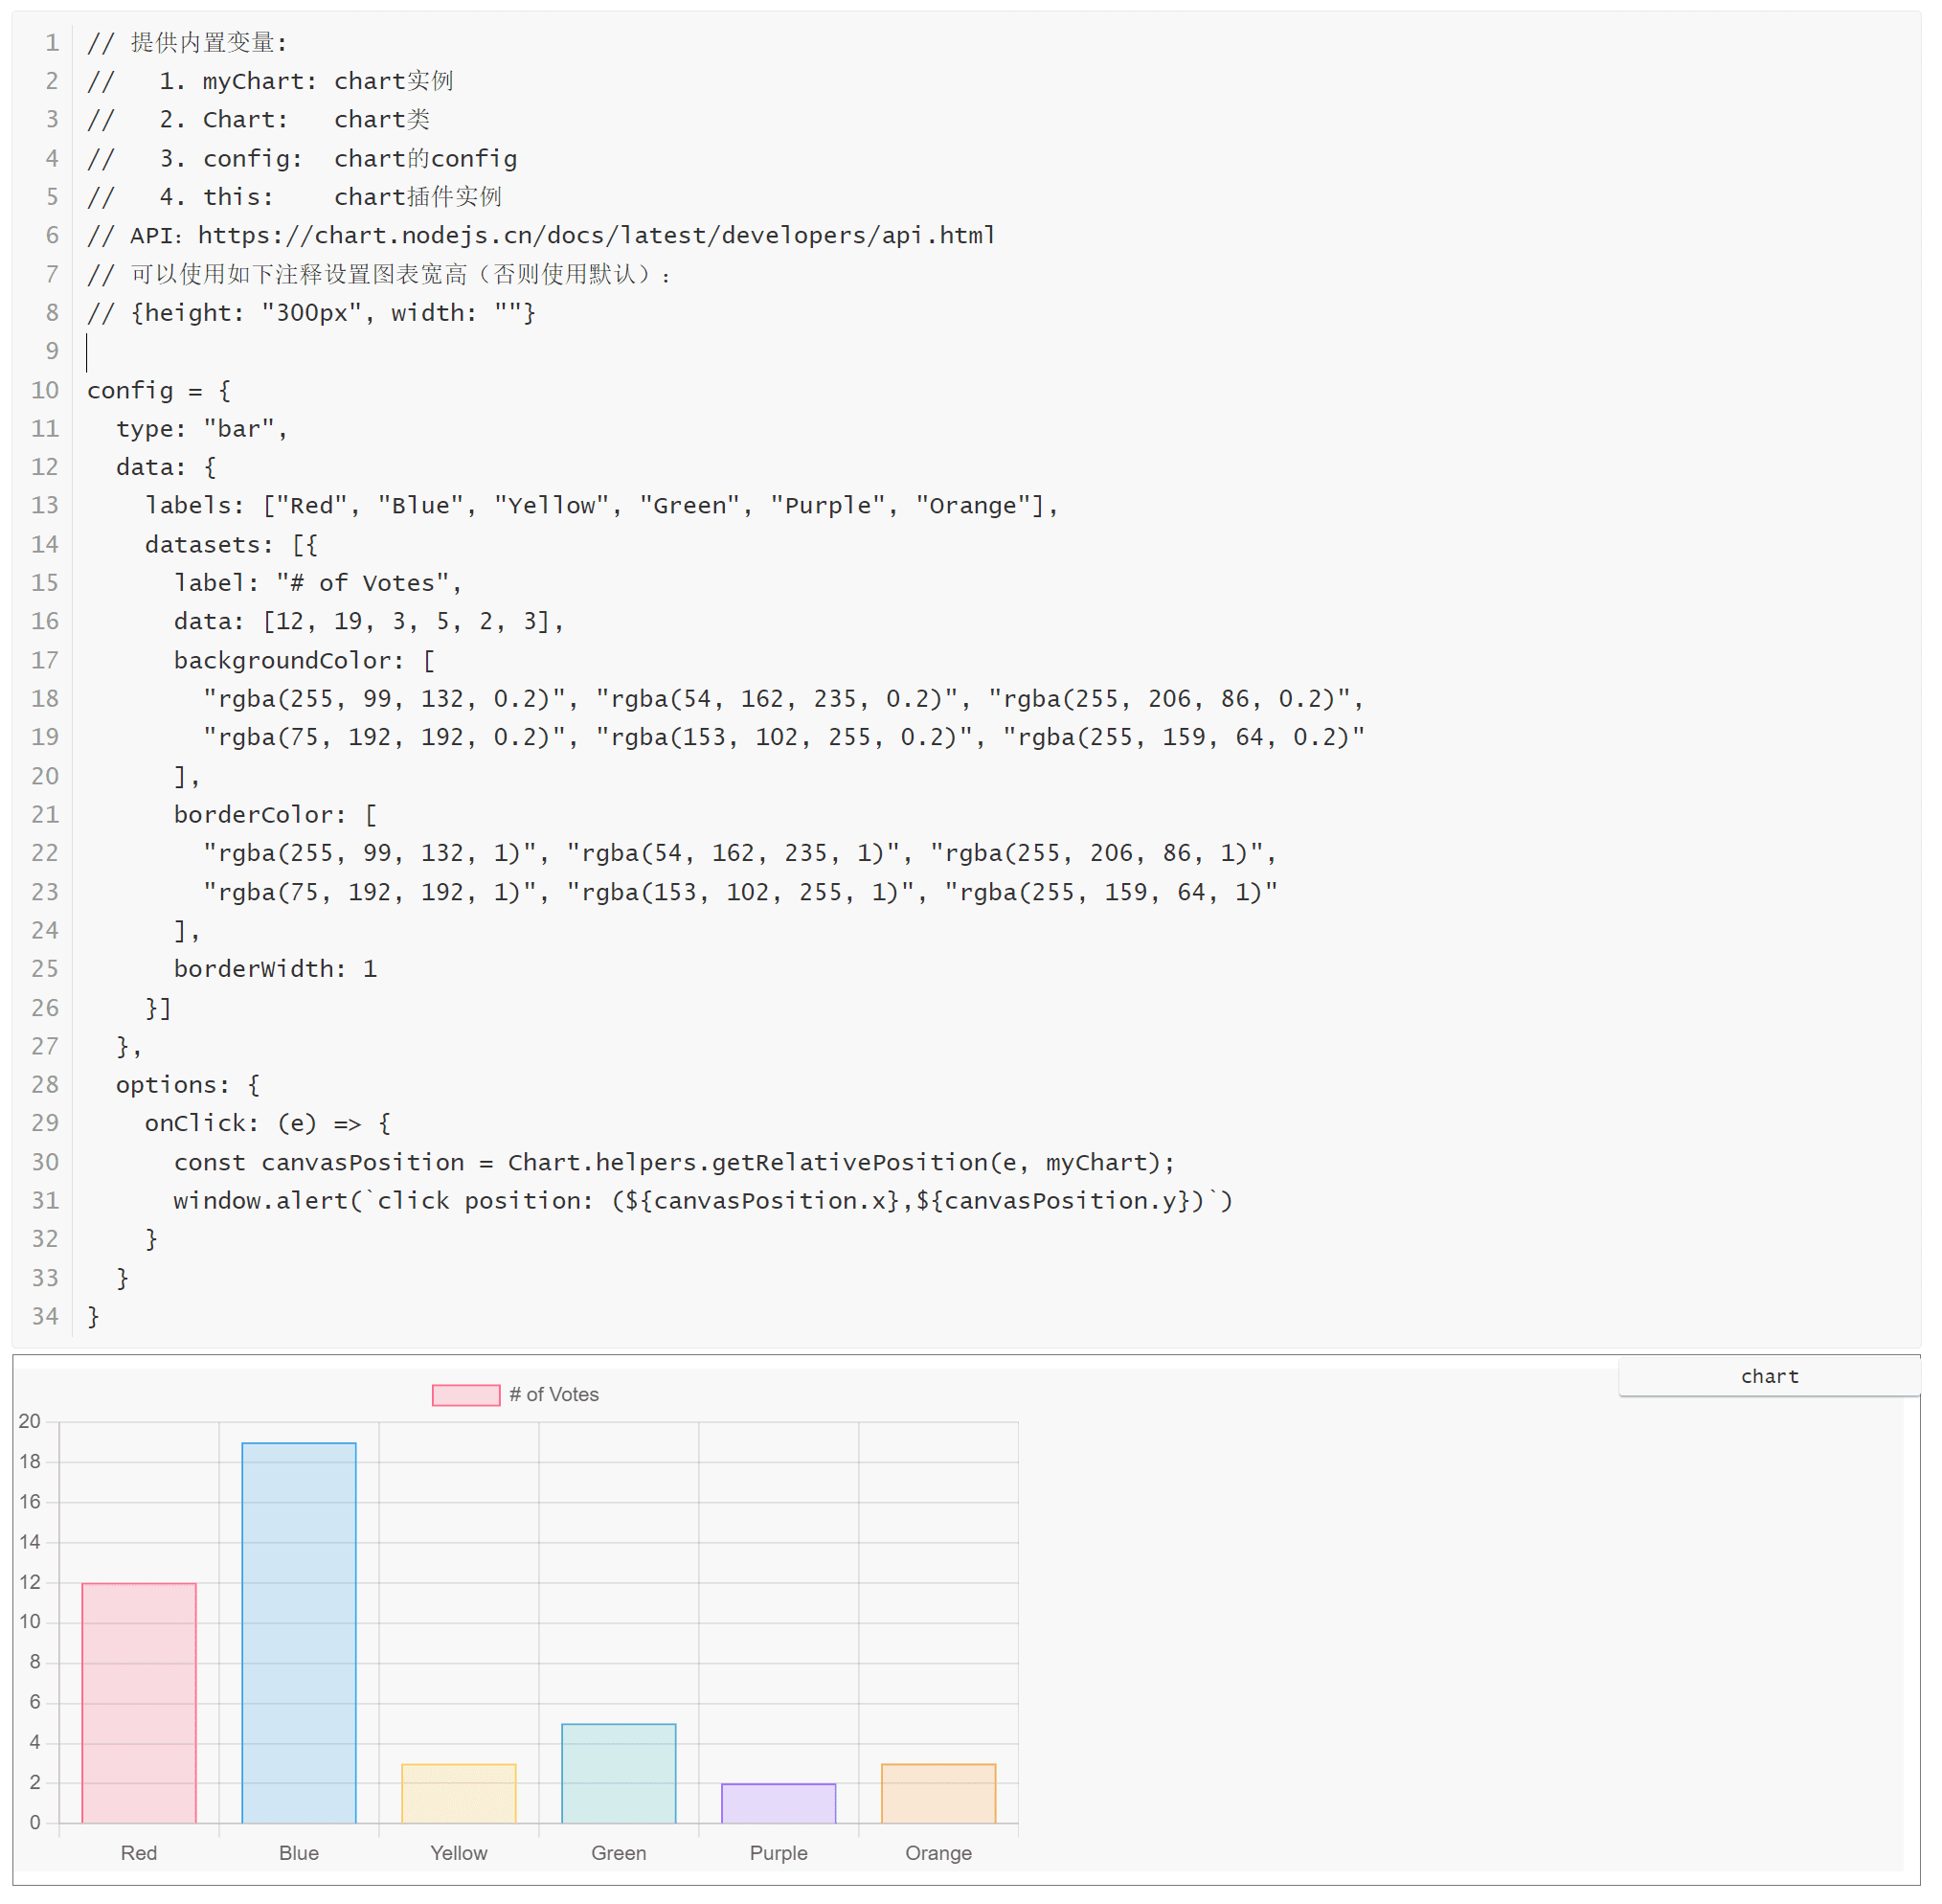 1 // 提供内置变量:
2 //   1. myChart: chart实例
3 //   2. Chart:   chart类
4 //   3. config:  chart的config
5 //   4. this:    chart插件实例
6 // API：https://chart.nodejs.cn/docs/latest/developers/api.html
7 // 可以使用如下注释设置图表宽高（否则使用默认）：
8 // {height: "300px", width: ""}
9
10 config = {
11   type: "bar",
12   data: {
13     labels: ["Red", "Blue", "Yellow", "Green", "Purple", "Orange"],
14     datasets: [{
15       label: "# of Votes",
16       data: [12, 19, 3, 5, 2, 3],
17       backgroundColor: [
18         "rgba(255, 99, 132, 0.2)", "rgba(54, 162, 235, 0.2)", "rgba(255, 206, 86, 0.2)",
19         "rgba(75, 192, 192, 0.2)", "rgba(153, 102, 255, 0.2)", "rgba(255, 159, 64, 0.2)"
20       ],
21       borderColor: [
22         "rgba(255, 99, 132, 1)", "rgba(54, 162, 235, 1)", "rgba(255, 206, 86, 1)",
23         "rgba(75, 192, 192, 1)", "rgba(153, 102, 255, 1)", "rgba(255, 159, 64, 1)"
24       ],
25       borderWidth: 1
26     }]
27   },
28   options: {
29     onClick: (e) => {
30       const canvasPosition = Chart.helpers.getRelativePosition(e, myChart);
31       window.alert(`click position: (${canvasPosition.x},${canvasPosition.y})`)
32     }
33   }
34 }
chart
# of Votes
20
18
16
14
12
10
8
6
4
2
0
Red Blue Yellow Green Purple Orange